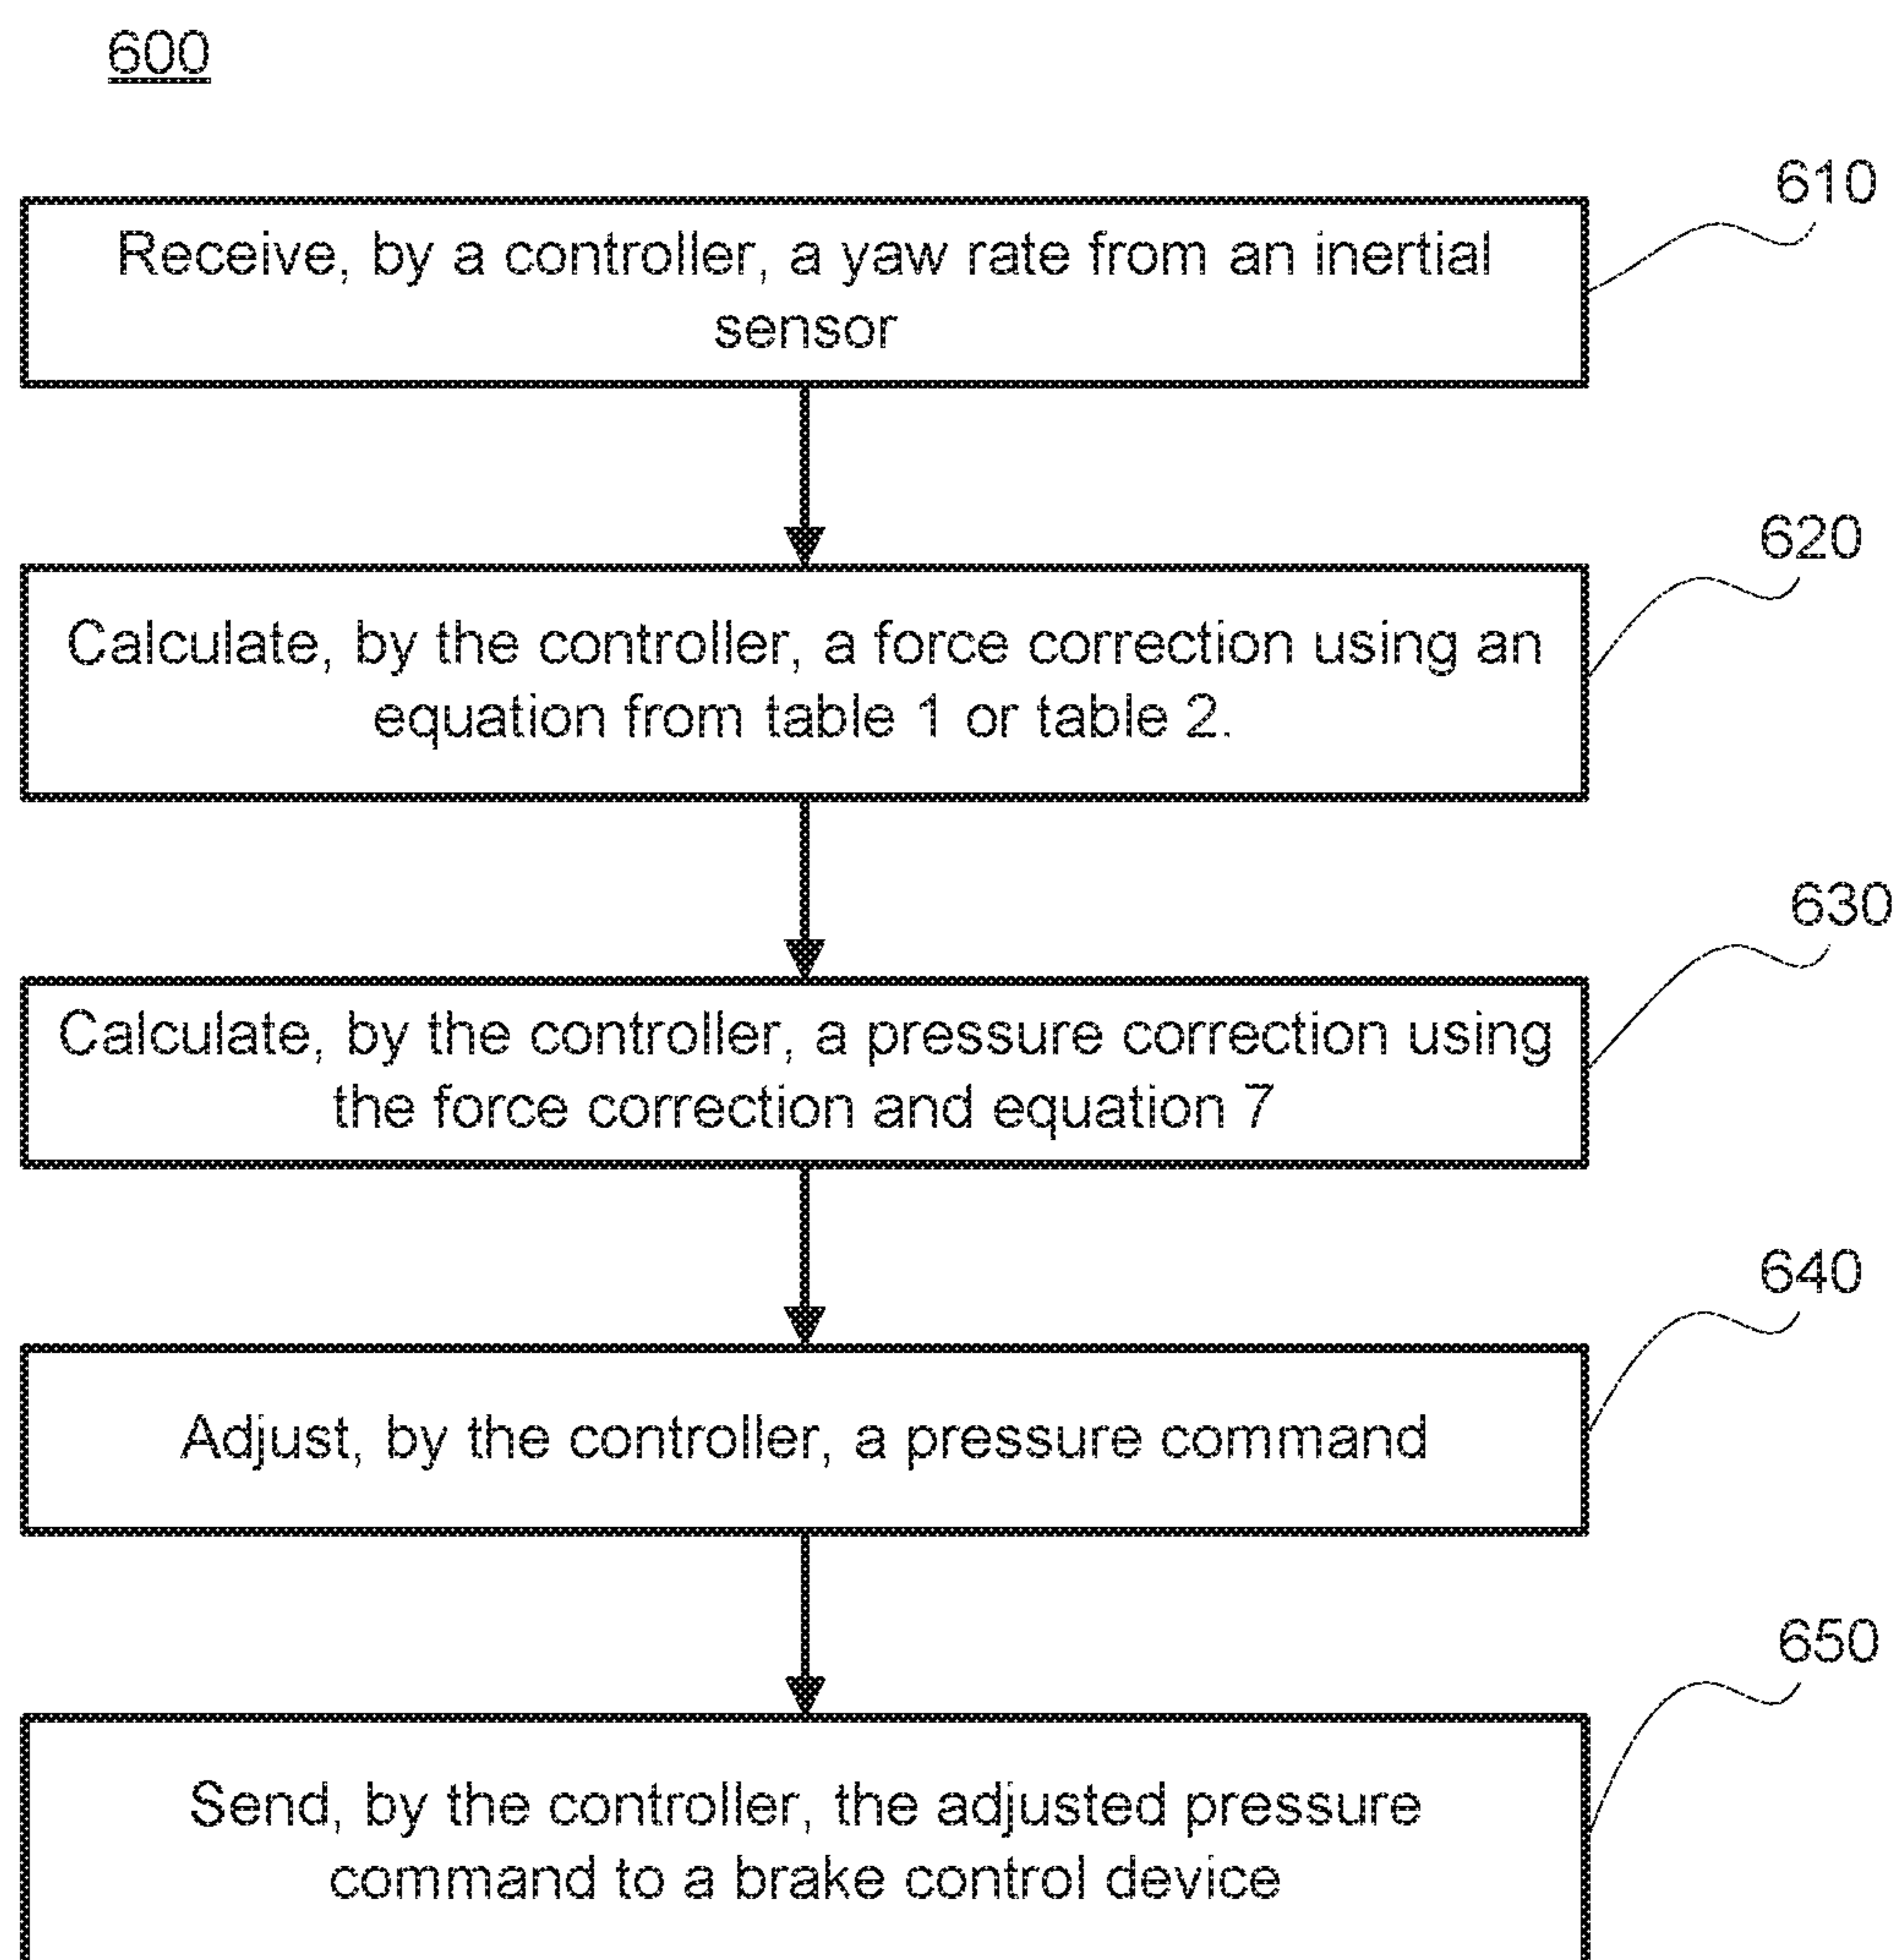 600
610
Receive, by a controller, a yaw rate from an inertial
sensor
620
Calculate, by the controller, a force correction using an
equation from table 1 or table 2.
630
Calculate, by the controller, a pressure correction using
the force correction and equation 7
640
Adjust, by the controller, a pressure command
650
Send, by the controller, the adjusted pressure
command to a brake control device